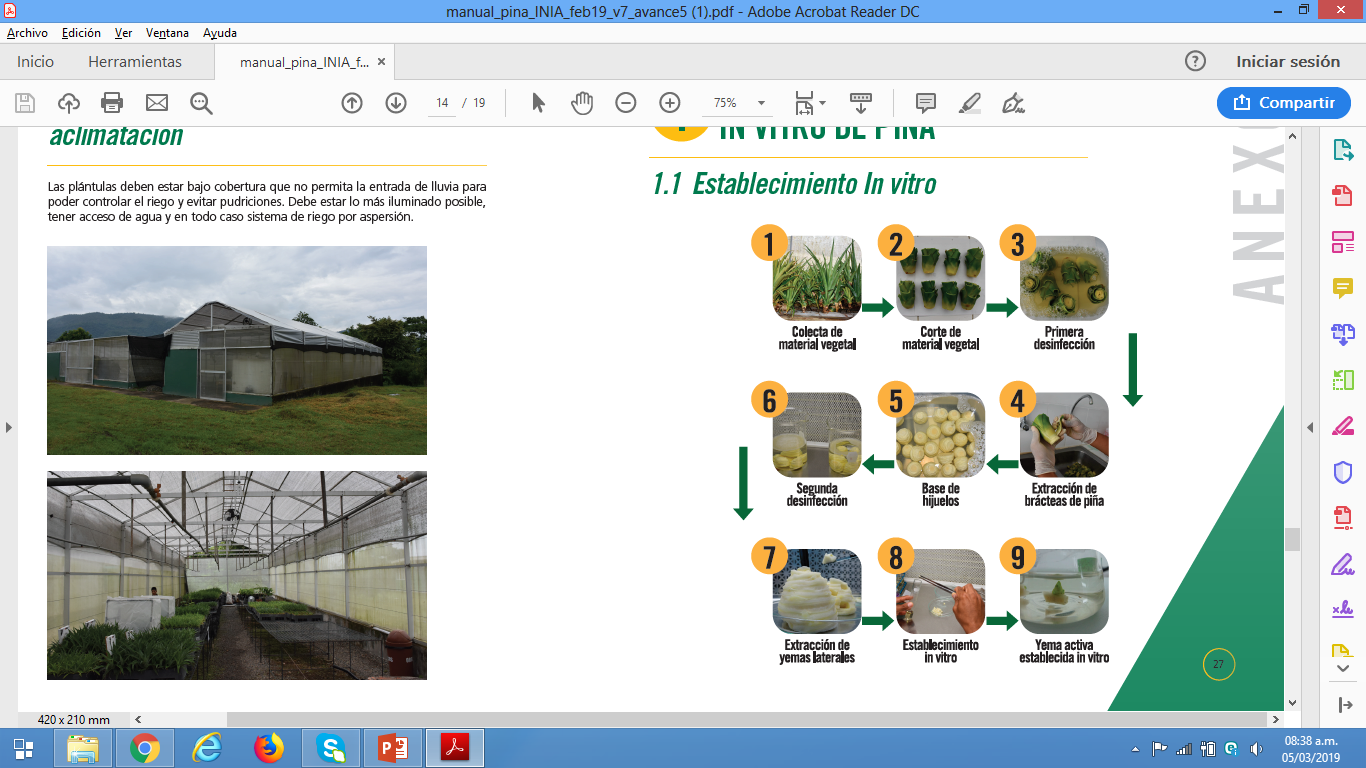 manual_pina_INIA_feb19_v7_avance5 (1).pdf - Adobe Acrobat Reader DC
Archivo Edición Ver Ventana Ayuda
Inicio Herramientas manual_pina_INIA_f... × Iniciar sesión
14 / 19 75% Compartir
aclimatación
Las plántulas deben estar bajo cobertura que no permita la entrada de lluvia para
poder controlar el riego y evitar pudriciones. Debe estar lo más iluminado posible,
tener acceso de agua y en todo caso sistema de riego por aspersión.
IN VITRO DE PIÑA
1.1 Establecimiento In vitro
1
Colecta de
material vegetal
2
Corte de
material vegetal
3
Primera
desinfección
6
Segunda
desinfección
5
Base de
hijuelos
4
Extracción de
brácteas de piña
7
Extracción de
yemas laterales
8
Establecimiento
in vitro
9
Yema activa
establecida in vitro
ANEXO
27
420 x 210 mm
08:38 a.m.
05/03/2019